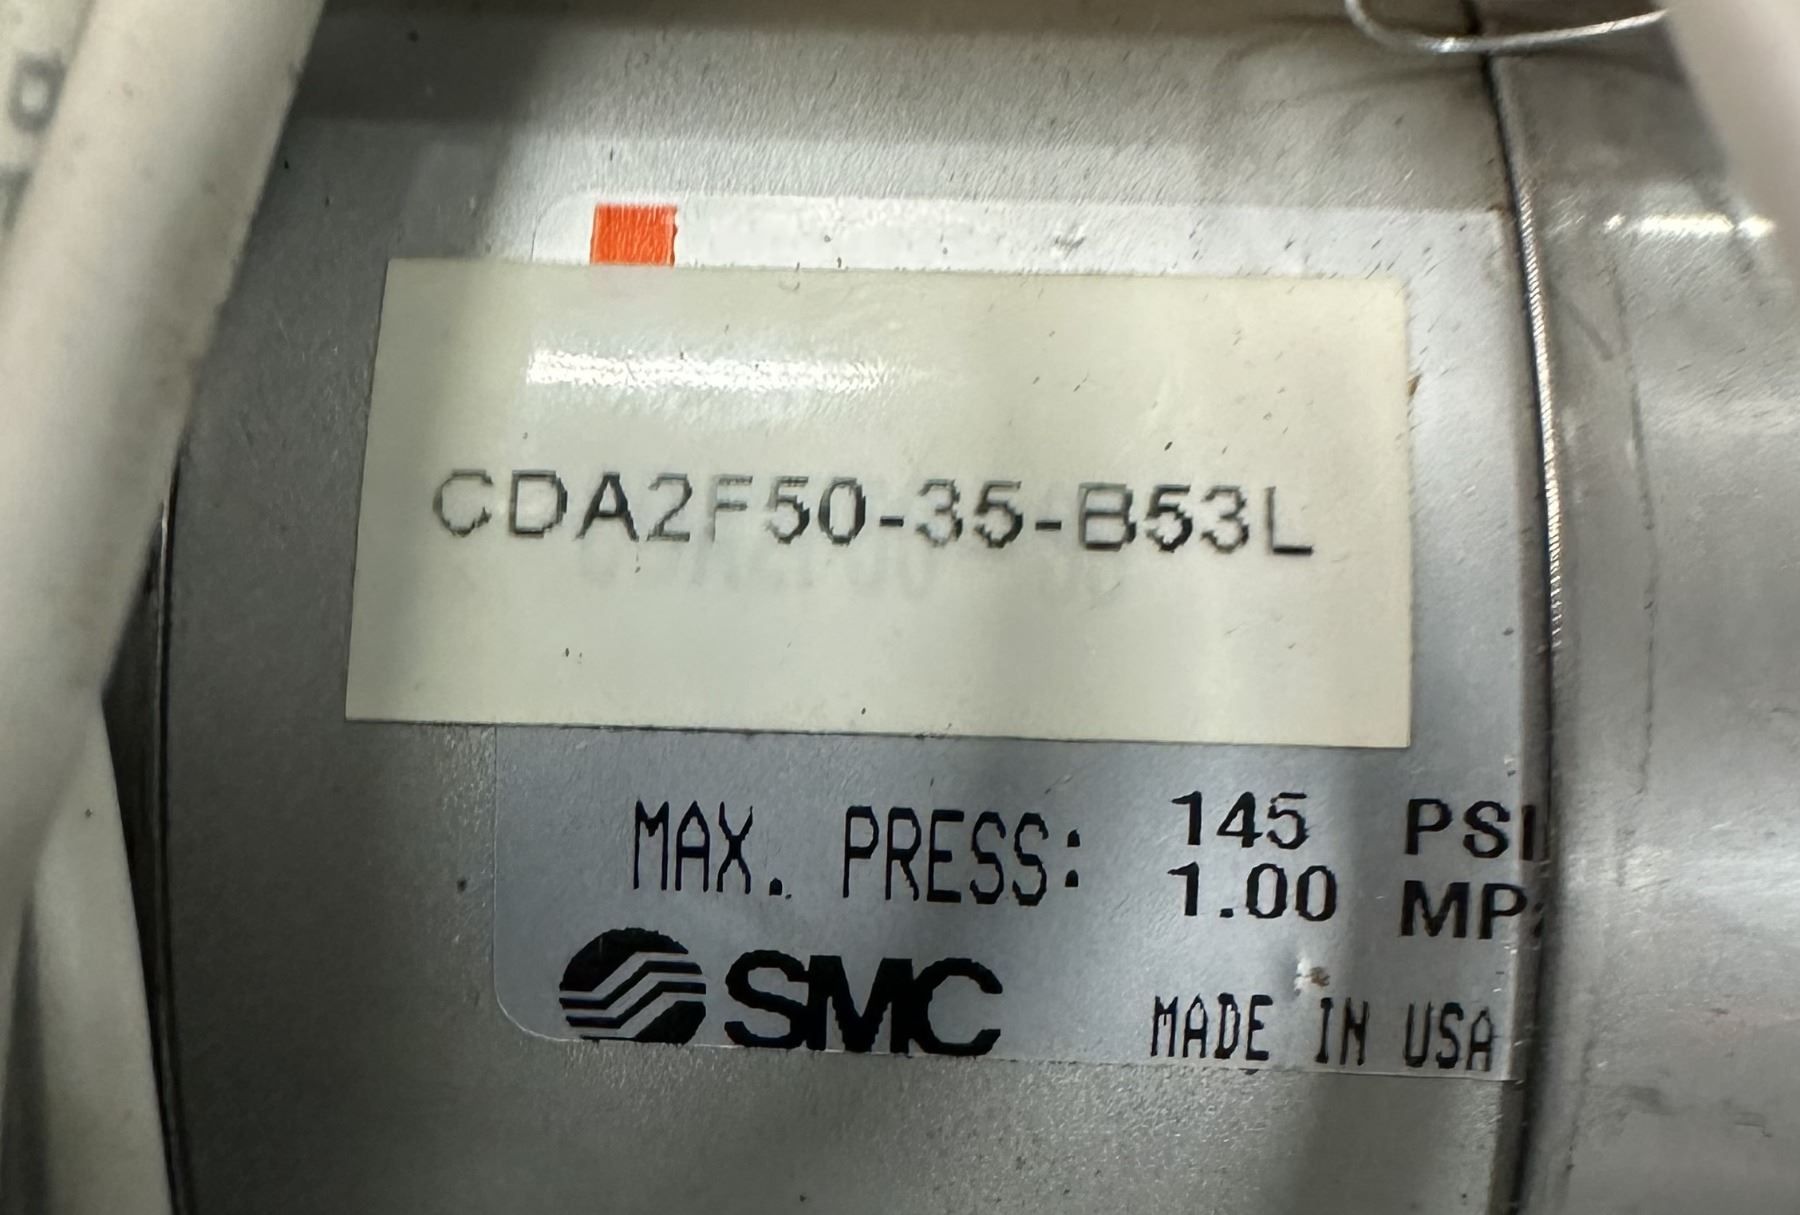 CDA2F50-35-B53L
MAX. PRESS: 145 PSI
1.00 MP
SMC
MADE IN USA